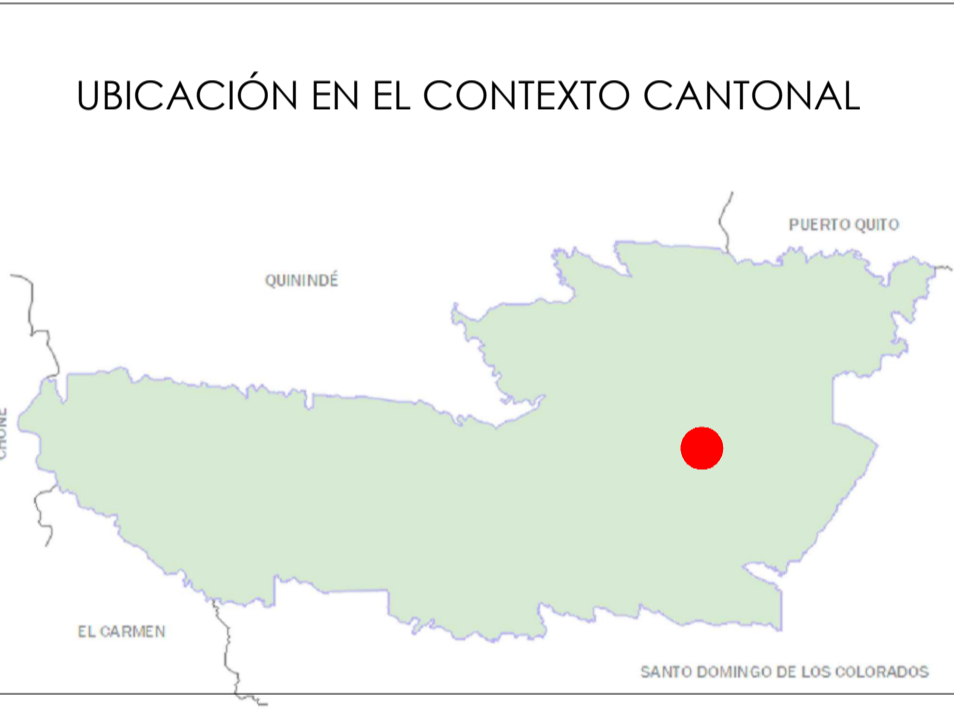 UBICACIÓN EN EL CONTEXTO CANTONAL
PUERTO QUITO
QUININDÉ
CHONE
EL CARMEN
SANTO DOMINGO DE LOS COLORADOS